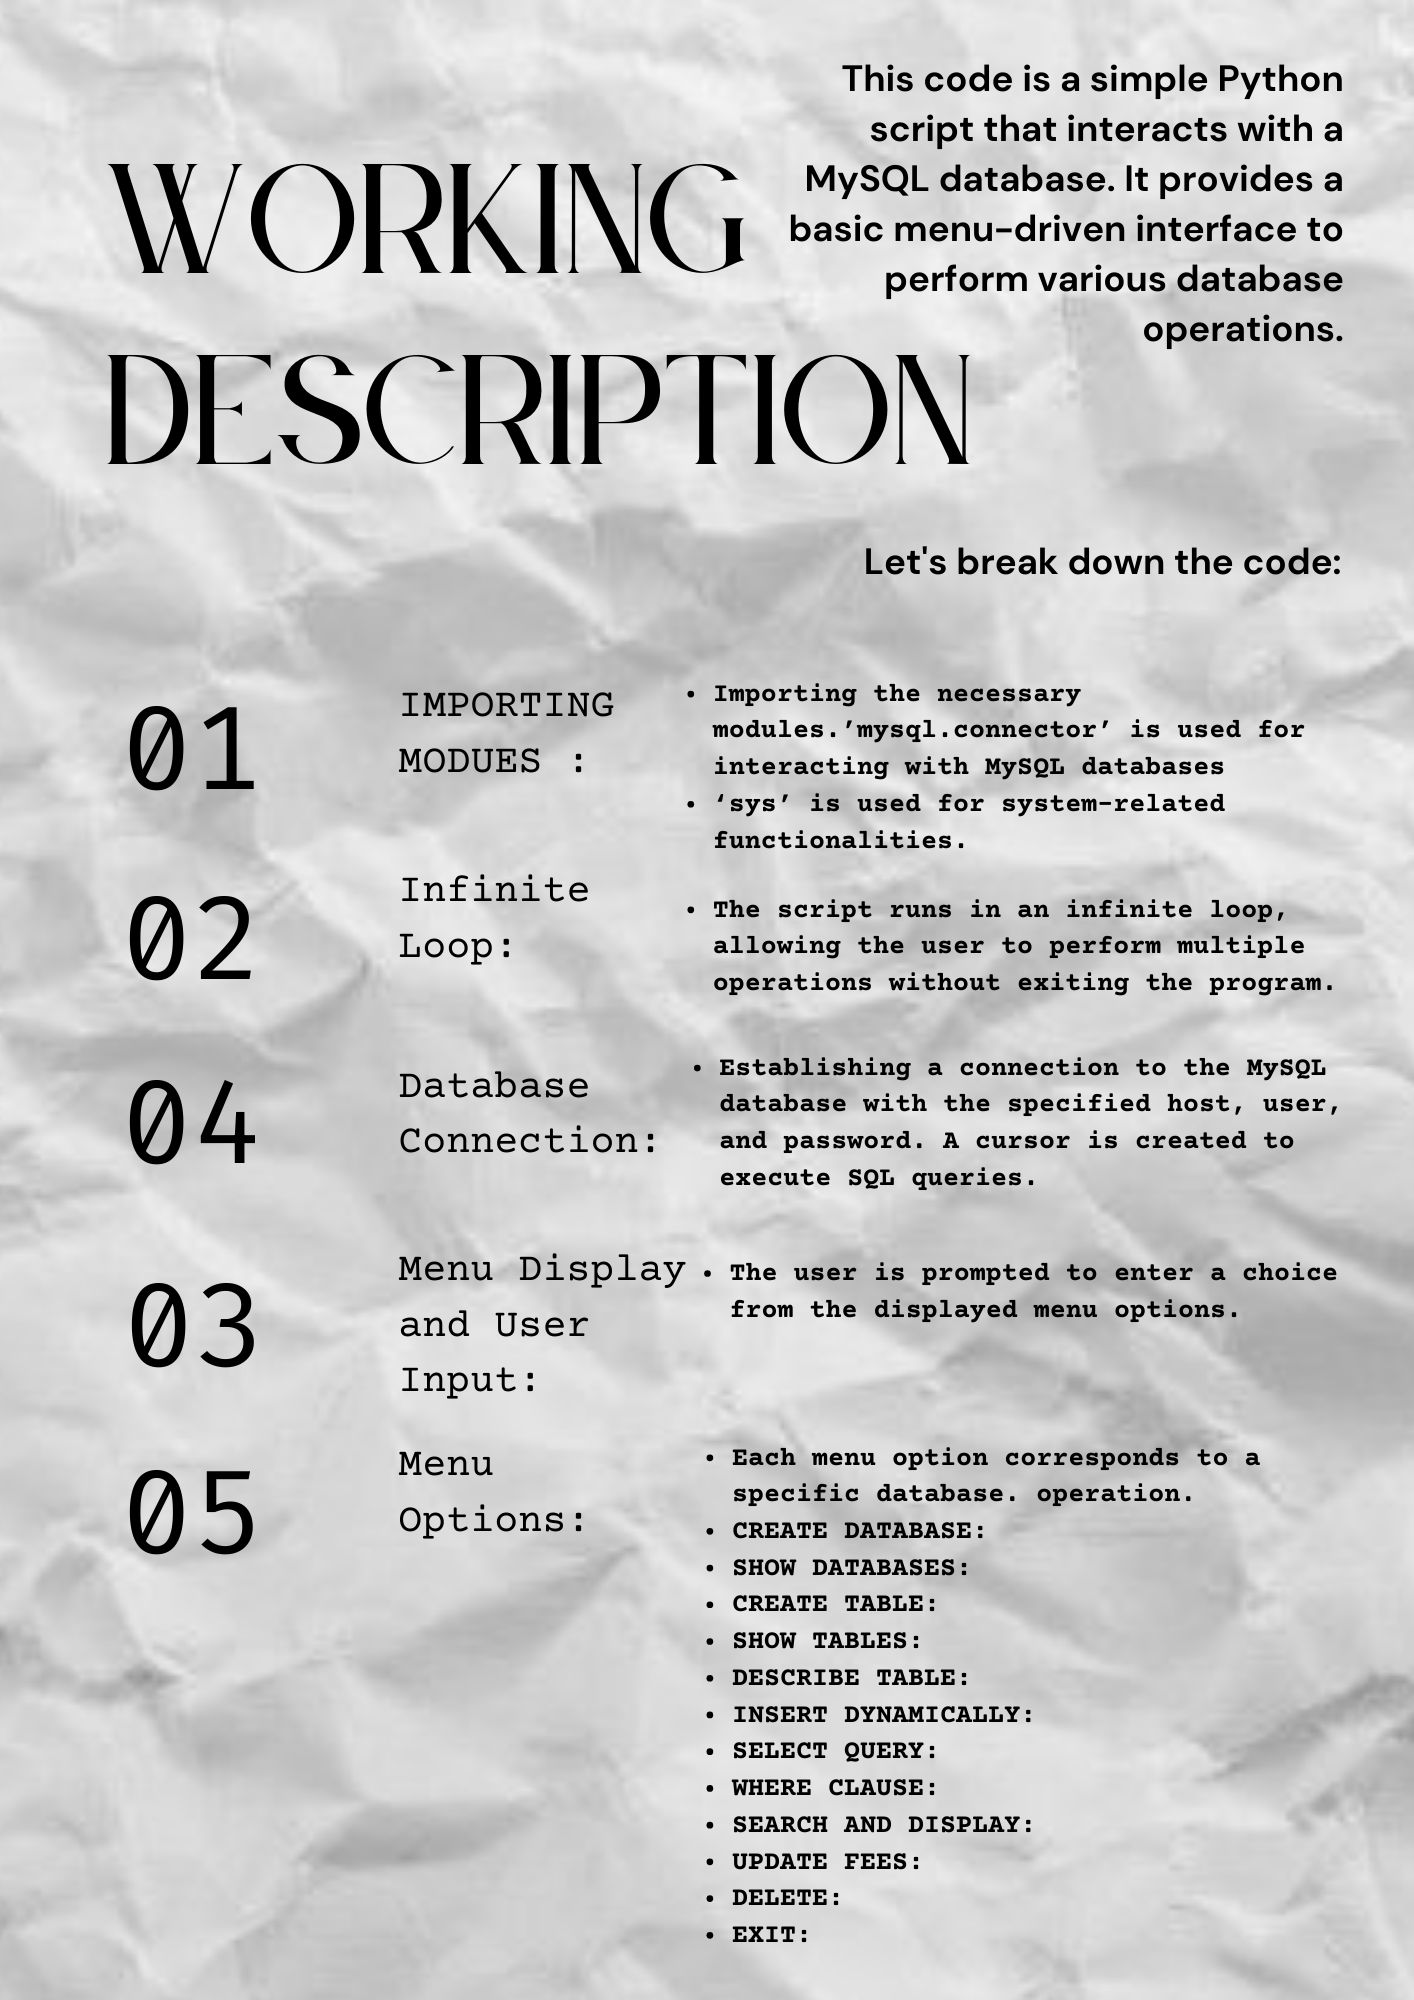 This code is a simple Python
script that interacts with a
MySQL database. It provides a
basic menu-driven interface to
perform various database
operations.
WORKING
DESCRIPTION
Let's break down the code:
01
IMPORTING
MODUES :
• Importing the necessary
modules.’mysql.connector’ is used for
interacting with MySQL databases
• ‘sys’ is used for system-related
functionalities.
02
Infinite
Loop:
• The script runs in an infinite loop,
allowing the user to perform multiple
operations without exiting the program.
04
Database
Connection:
• Establishing a connection to the MySQL
database with the specified host, user,
and password. A cursor is created to
execute SQL queries.
03
Menu Display
and User
Input:
• The user is prompted to enter a choice
from the displayed menu options.
05
Menu
Options:
• Each menu option corresponds to a
specific database. operation.
• CREATE DATABASE:
• SHOW DATABASES:
• CREATE TABLE:
• SHOW TABLES:
• DESCRIBE TABLE:
• INSERT DYNAMICALLY:
• SELECT QUERY:
• WHERE CLAUSE:
• SEARCH AND DISPLAY:
• UPDATE FEES:
• DELETE:
• EXIT: